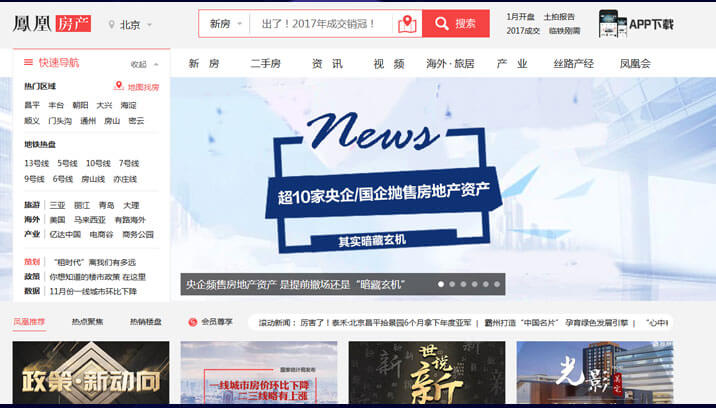 鳳凰 房产
北京
新房
出了！2017年成交销冠！
搜索
1月开盘 土拍报告
2017成交 临铁刚需
APP下载
快速导航 收起
新 房 二手房 资 讯 视 频 海外·旅居 产 业 丝路产经 凤凰会
热门区域 地图找房
昌平 丰台 朝阳 大兴 海淀
顺义 门头沟 通州 房山 密云
地铁热盘
13号线 5号线 10号线 7号线
9号线 6号线 房山线 亦庄线
旅游 三亚 丽江 青岛 大理
海外 美国 马来西亚 有路海外
产业 亿达中国 电商谷 商务公园
策划 “租时代”离我们有多远
政策 你想知道的楼市政策 在这里
数据 11月份一线城市环比下降
News
超10家央企/国企抛售房地产资产
其实暗藏玄机
央企频售房地产资产 是提前撤场还是“暗藏玄机”
凤凰推荐 热点聚焦 热销楼盘
会员尊享
滚动新闻： 厉害了！泰禾·北京昌平拾景园6个月拿下年度亚军 | 霸州打造“中国名片” 孕育绿色发展引擎 | “心中
政策·新动向
国家统计局发布
一线城市房价环比下降
二三线略有上涨
世说
新
光影